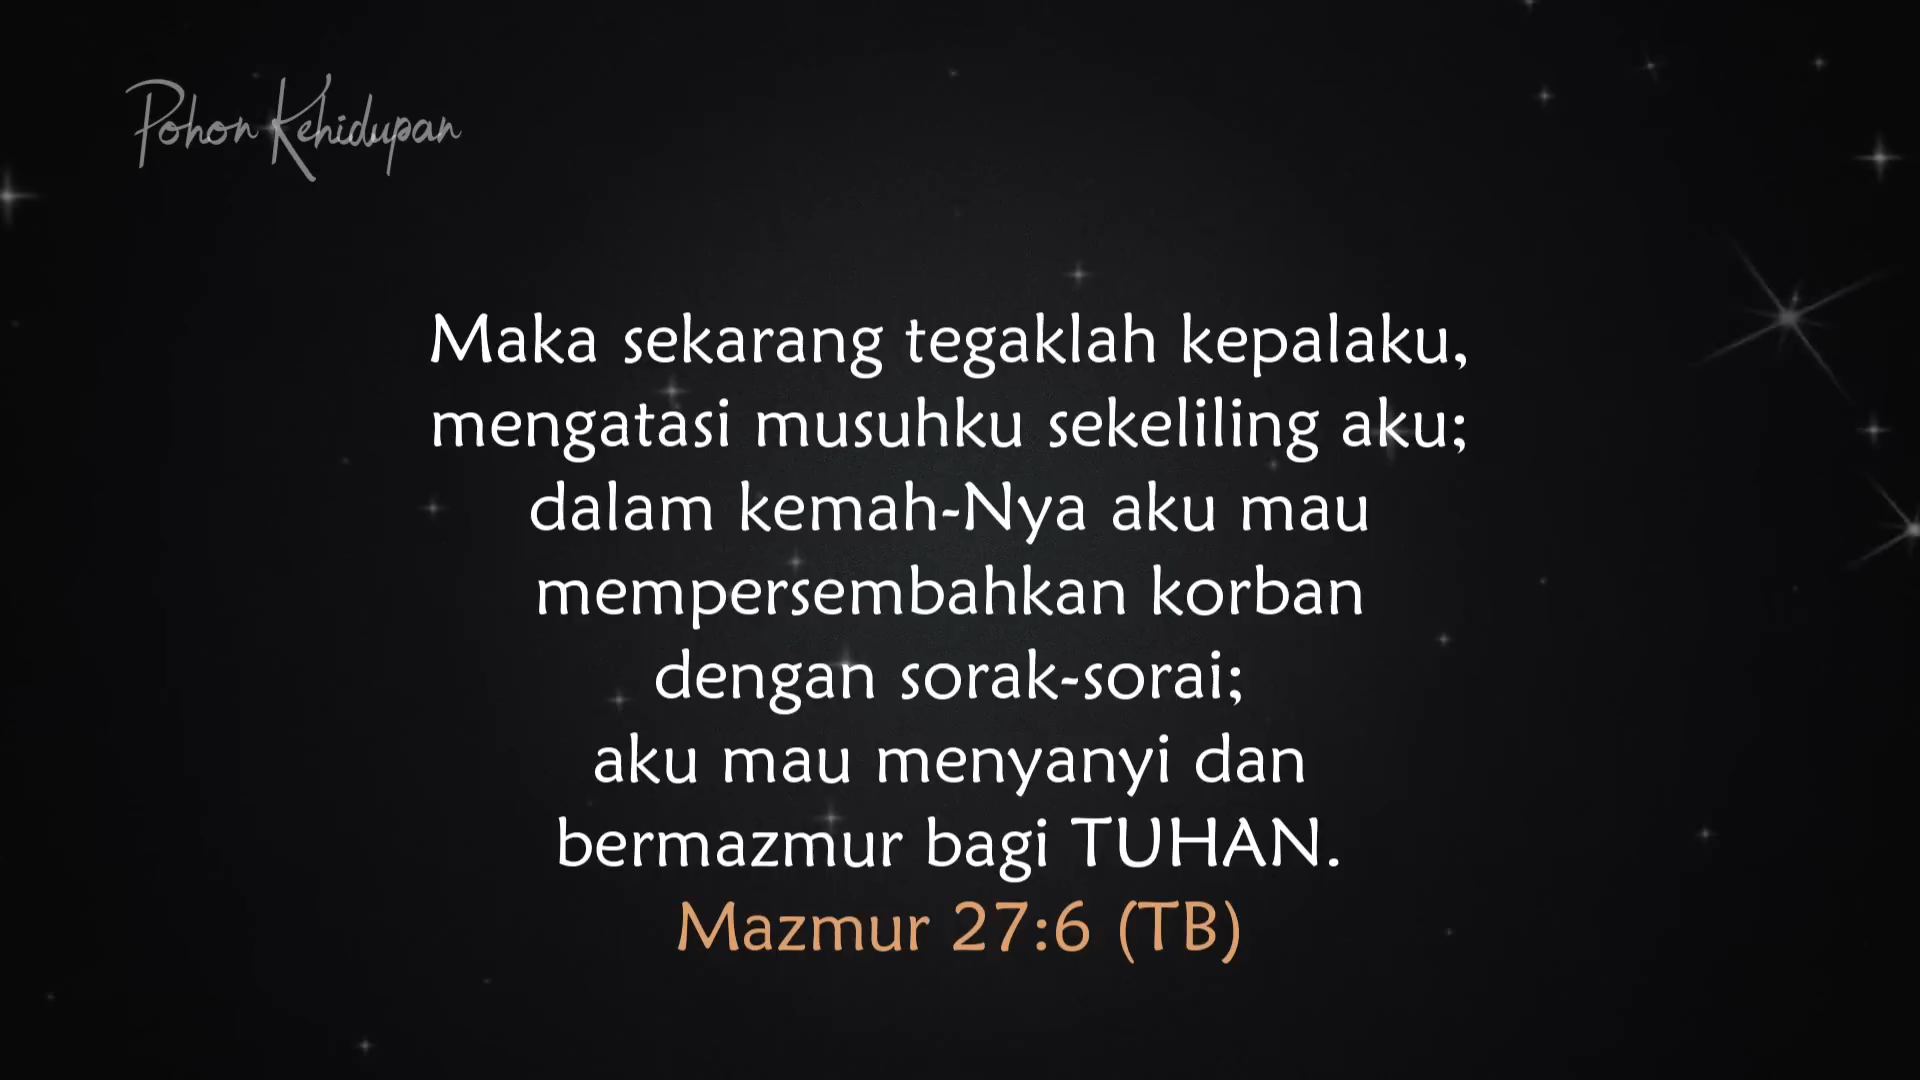 Pohon Kehidupan
Maka sekarang tegaklah kepalaku,
mengatasi musuhku sekeliling aku;
dalam kemah-Nya aku mau
mempersembahkan korban
dengan sorak-sorai;
aku mau menyanyi dan
bermazmur bagi TUHAN.
Mazmur 27:6 (TB)